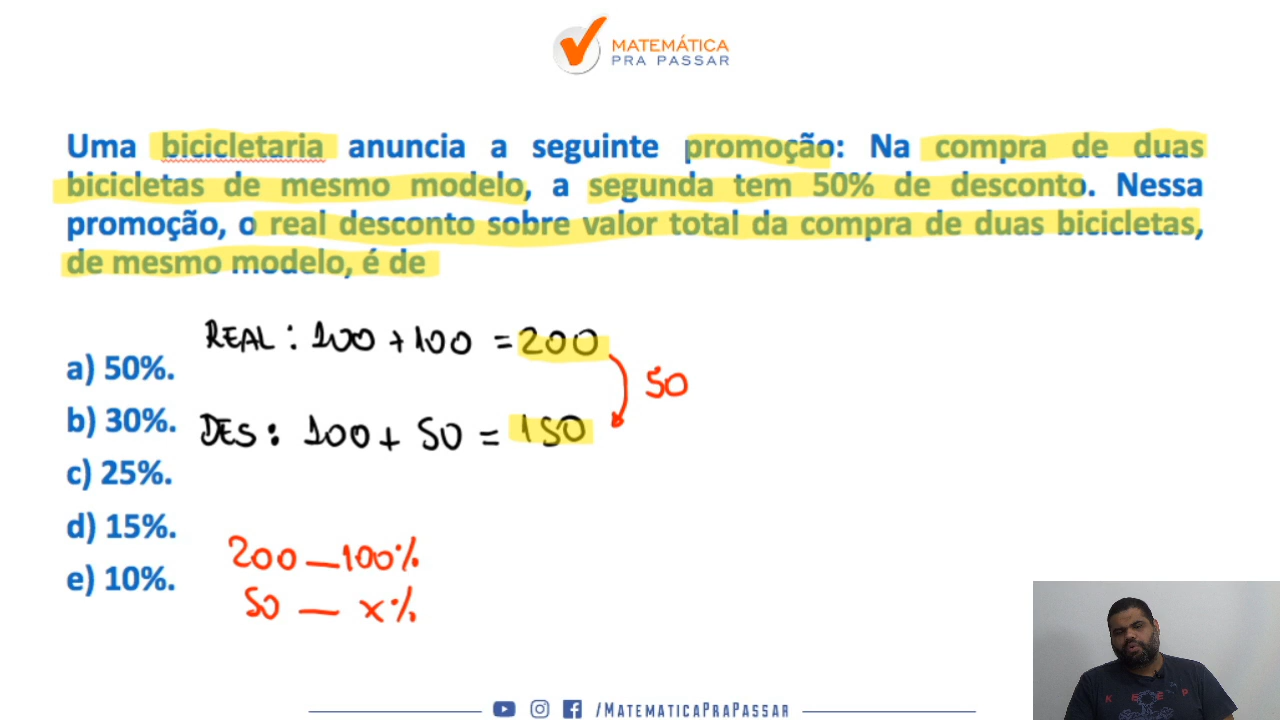 MATEMÁTICA
PRA PASSAR
Uma bicicletaria anuncia a seguinte promoção: Na compra de duas
bicicletas de mesmo modelo, a segunda tem 50% de desconto. Nessa
promoção, o real desconto sobre valor total da compra de duas bicicletas,
de mesmo modelo, é de
REAL: 100 + 100 = 200
50
a) 50%.
b) 30%.
DES: 100 + 50 = 150
c) 25%.
d) 15%.
200 — 100%
e) 10%.
50 — x%
KEEP
/MATEMATICAPRAPASSAR